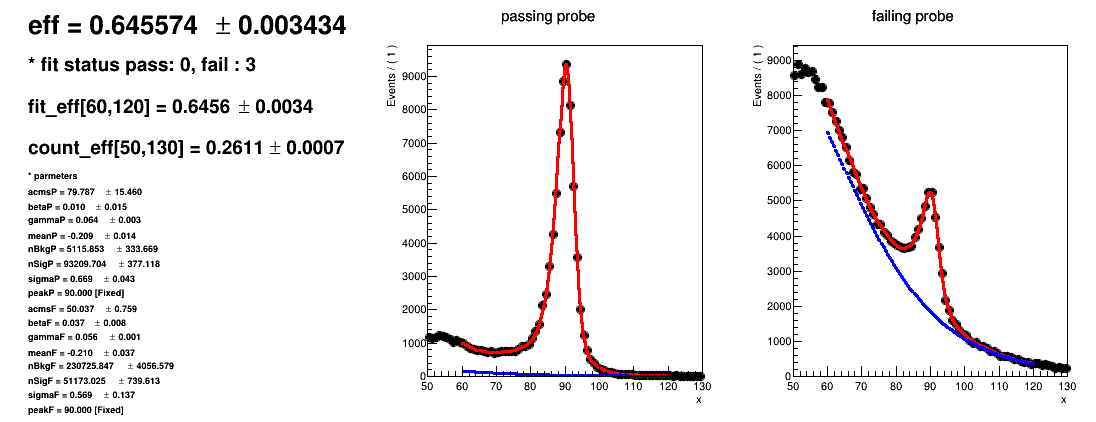 eff = 0.645574 ± 0.003434
* fit status pass: 0, fail : 3
fit_eff[60,120] = 0.6456 ± 0.0034
count_eff[50,130] = 0.2611 ± 0.0007
* parmeters
acmsP = 79.787 ± 15.460
betaP = 0.010 ± 0.015
gammaP = 0.064 ± 0.003
meanP = -0.209 ± 0.014
nBkgP = 5115.853 ± 333.669
nSigP = 93209.704 ± 377.118
sigmaP = 0.669 ± 0.043
peakP = 90.000 [Fixed]
acmsF = 50.037 ± 0.759
betaF = 0.037 ± 0.008
gammaF = 0.056 ± 0.001
meanF = -0.210 ± 0.037
nBkgF = 230725.847 ± 4056.579
nSigF = 51173.025 ± 739.613
sigmaF = 0.569 ± 0.137
peakF = 90.000 [Fixed]
passing probe
Events / ( 1 )
9000
8000
7000
6000
5000
4000
3000
2000
1000
0
50 60 70 80 90 100 110 120 130
x
failing probe
Events / ( 1 )
9000
8000
7000
6000
5000
4000
3000
2000
1000
0
50 60 70 80 90 100 110 120 130
x